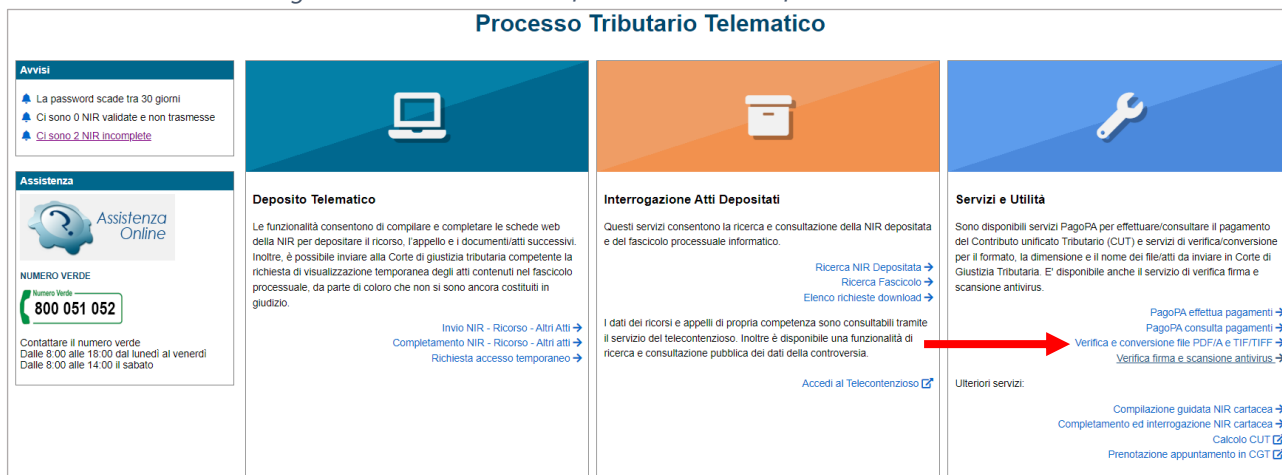 Processo Tributario Telematico
Avvisi
La password scade tra 30 giorni
Ci sono 0 NIR validate e non trasmesse
Ci sono 2 NIR incomplete
Assistenza
Assistenza
Online
NUMERO VERDE
Numero Verde
800 051 052
Contattare il numero verde
Dalle 8:00 alle 18:00 dal lunedì al venerdì
Dalle 8:00 alle 14:00 il sabato
Deposito Telematico
Le funzionalità consentono di compilare e completare le schede web
della NIR per depositare il ricorso, l'appello e i documenti/atti successivi.
Inoltre, è possibile inviare alla Corte di giustizia tributaria competente la
richiesta di visualizzazione temporanea degli atti contenuti nel fascicolo
processuale, da parte di coloro che non si sono ancora costituiti in
giudizio.
Invio NIR - Ricorso - Altri Atti
Completamento NIR - Ricorso - Altri atti
Richiesta accesso temporaneo
Interrogazione Atti Depositati
Questi servizi consentono la ricerca e consultazione della NIR depositata
e del fascicolo processuale informatico.
Ricerca NIR Depositata
Ricerca Fascicolo
Elenco richieste download
I dati dei ricorsi e appelli di propria competenza sono consultabili tramite
il servizio del telecontenzioso. Inoltre è disponibile una funzionalità di
ricerca e consultazione pubblica dei dati della controversia.
Accedi al Telecontenzioso
Servizi e Utilità
Sono disponibili servizi PagoPA per effettuare/consultare il pagamento
del Contributo unificato Tributario (CUT) e servizi di verifica/conversione
per il formato, la dimensione e il nome dei file/atti da inviare in Corte di
Giustizia Tributaria. E' disponibile anche il servizio di verifica firma e
scansione antivirus.
PagoPA effettua pagamenti
PagoPA consulta pagamenti
Verifica e conversione file PDF/A e TIF/TIFF
Verifica firma e scansione antivirus
Ulteriori servizi:
Compilazione guidata NIR cartacea
Completamento ed interrogazione NIR cartacea
Calcolo CUT
Prenotazione appuntamento in CGT